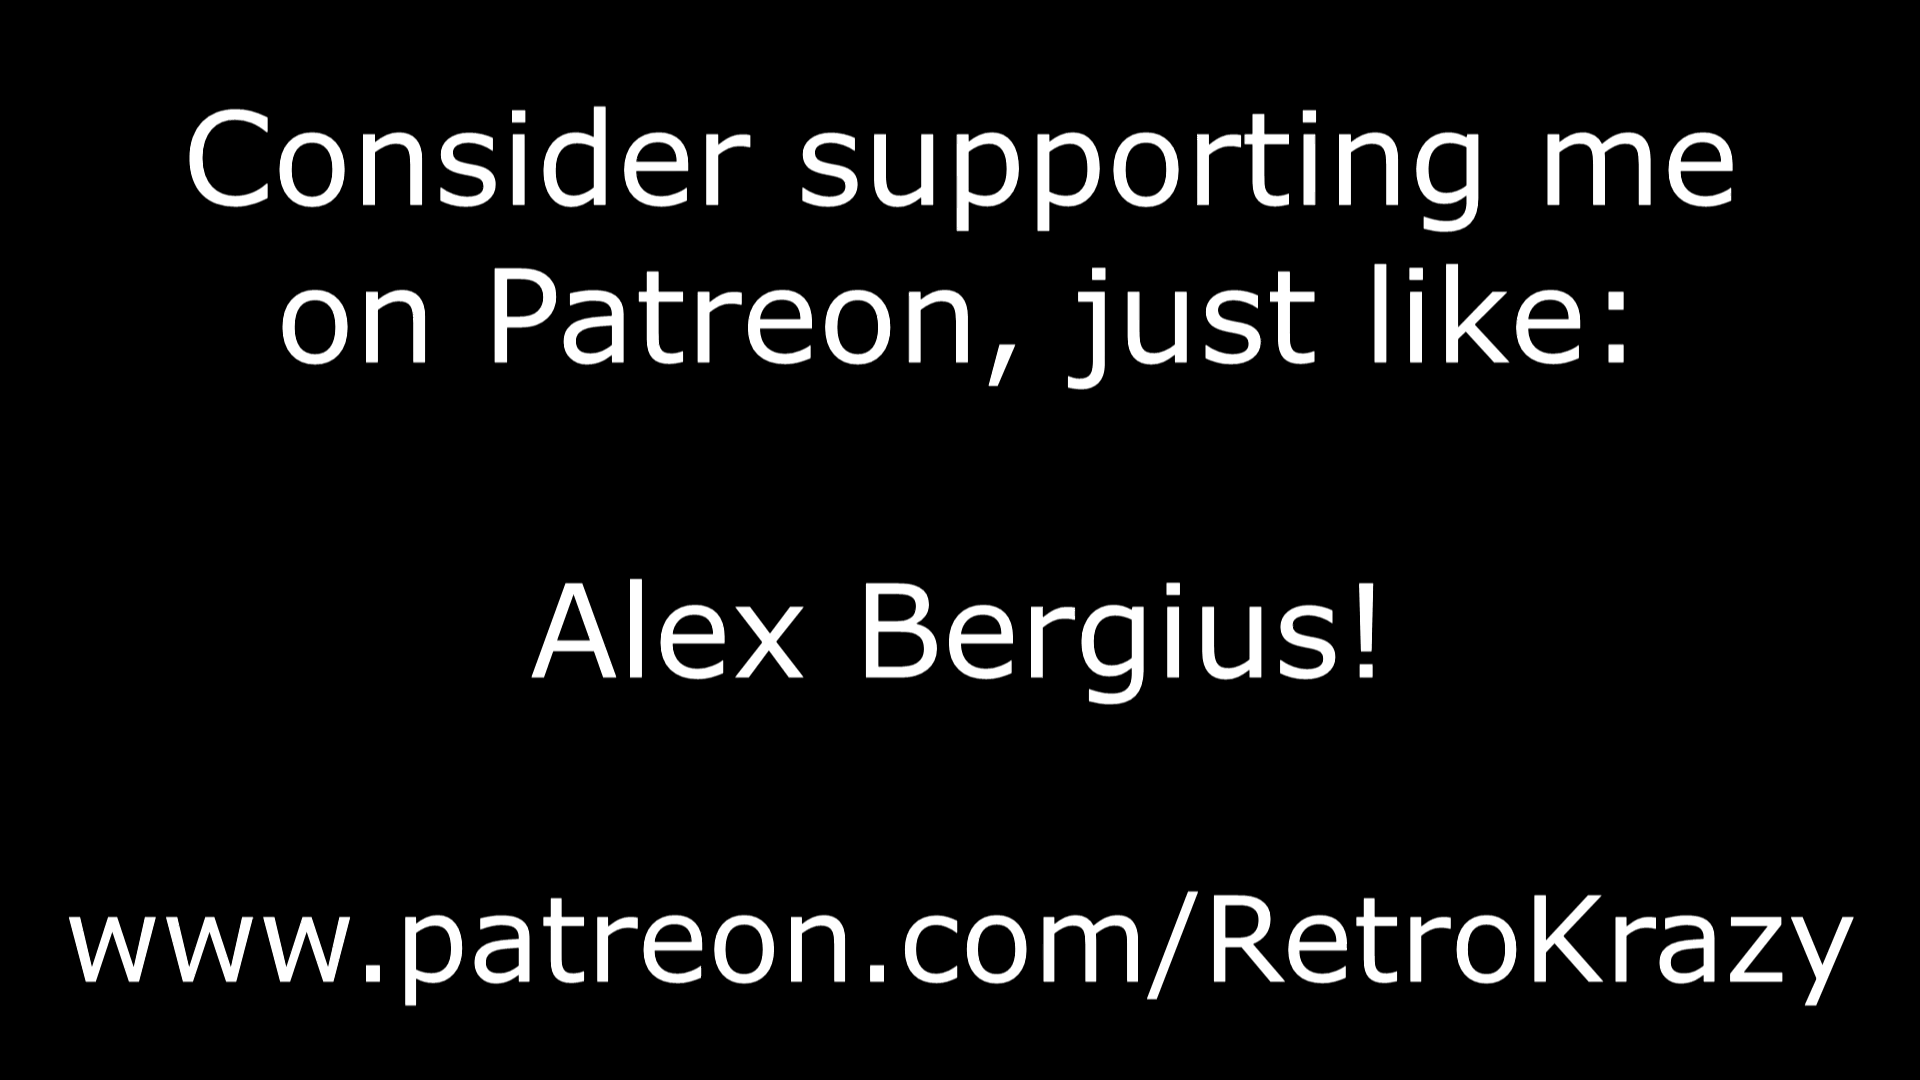 Consider supporting me
on Patreon, just like:
Alex Bergius!
www.patreon.com/RetroKrazy